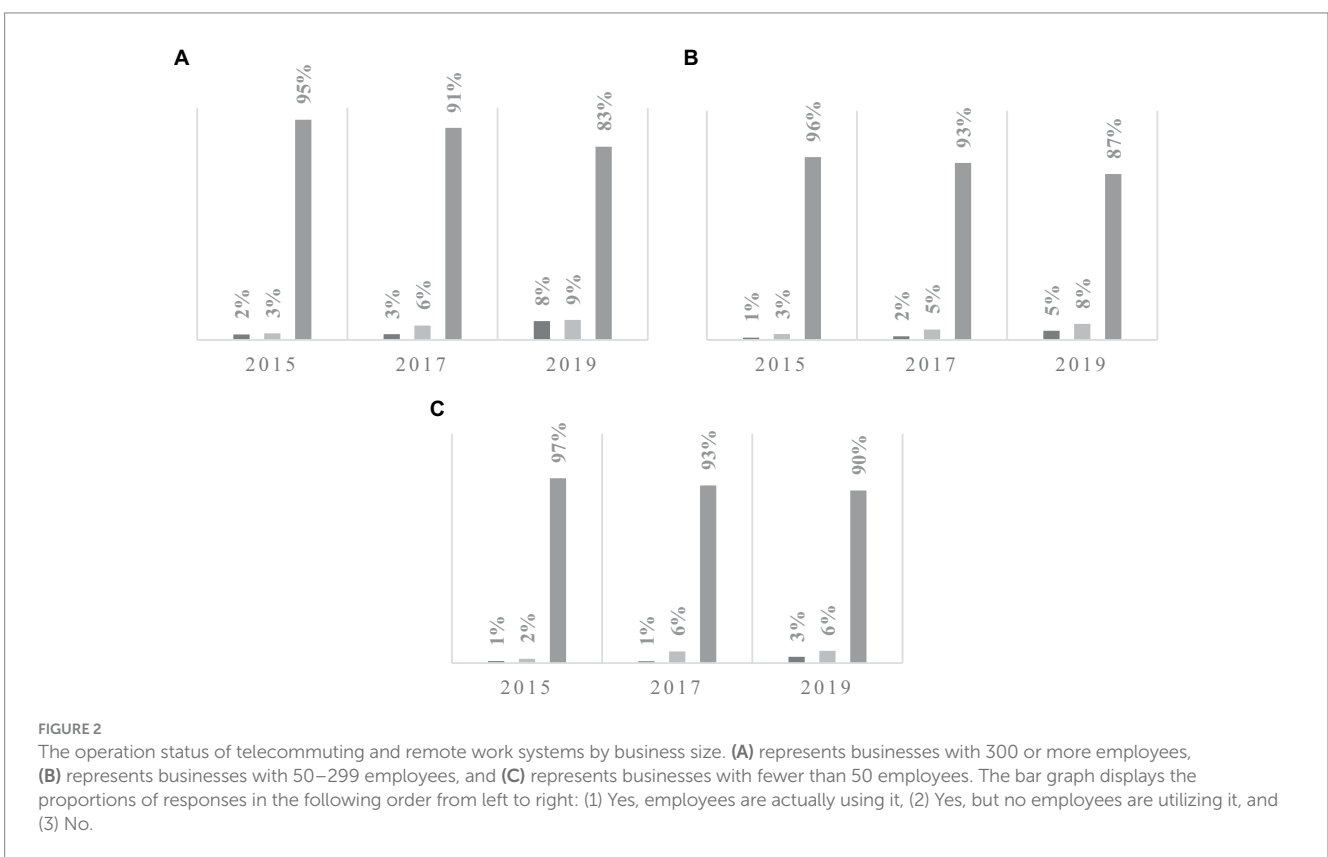 A
2%
3%
95%
3%
6%
91%
8%
9%
83%
2015 2017 2019
B
1%
3%
96%
2%
5%
93%
5%
8%
87%
2015 2017 2019
C
1%
2%
97%
1%
6%
93%
3%
6%
90%
2015 2017 2019
FIGURE 2
The operation status of telecommuting and remote work systems by business size. (A) represents businesses with 300 or more employees,
(B) represents businesses with 50–299 employees, and (C) represents businesses with fewer than 50 employees. The bar graph displays the
proportions of responses in the following order from left to right: (1) Yes, employees are actually using it, (2) Yes, but no employees are utilizing it, and
(3) No.